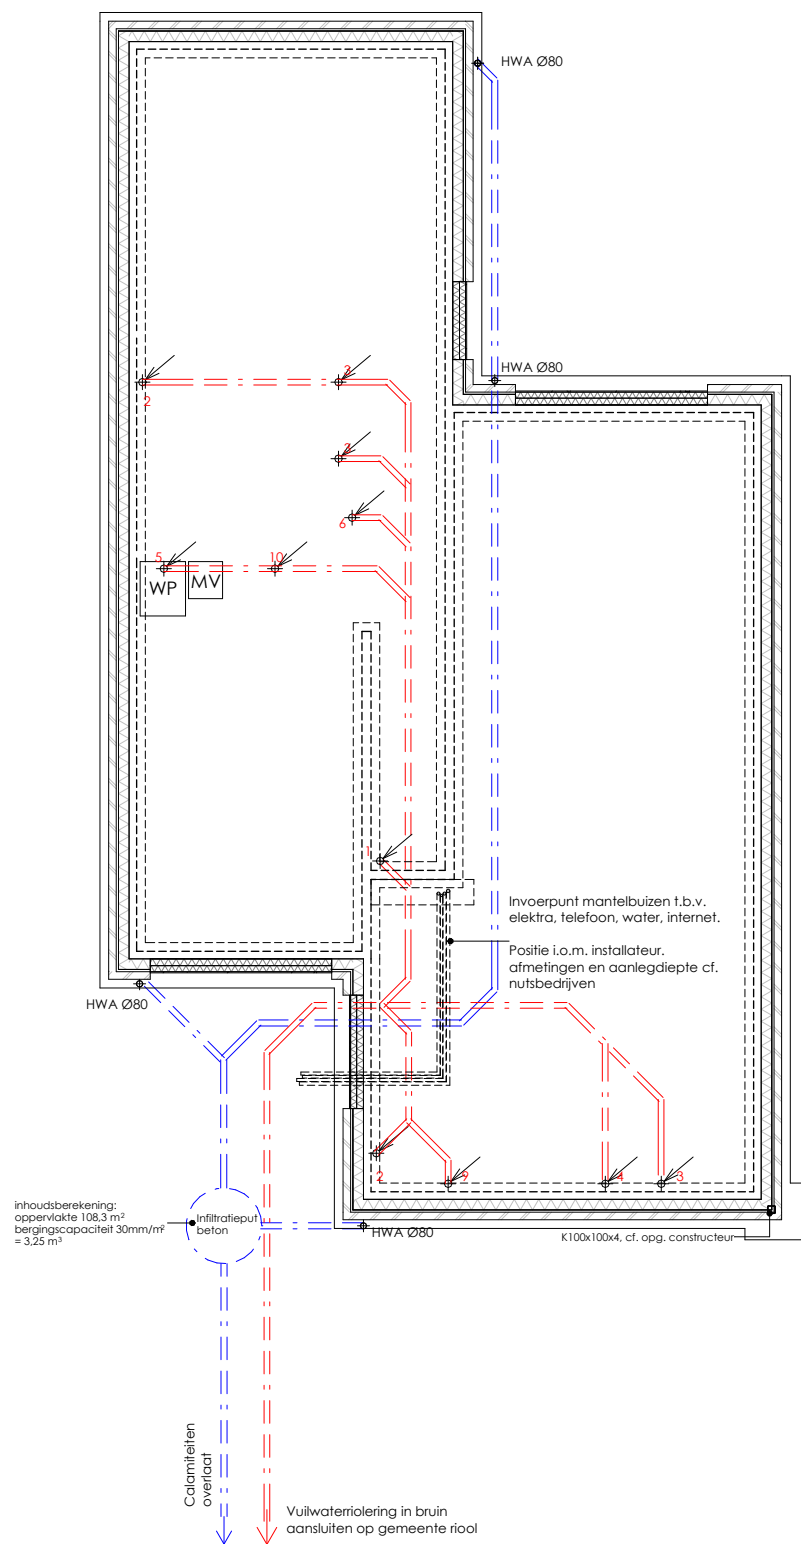 HWA Ø80
HWA Ø80
3
2
3
6
5
10
WP
MV
1
Invoerpunt mantelbuizen t.b.v.
elektra, telefoon, water, internet.
Positie i.o.m. installateur.
afmetingen en aanlegdiepte cf.
nutsbedrijven
HWA Ø80
2
9
4
3
inhoudsberekening:
oppervlakte 108,3 m²
bergingscapaciteit 30mm/m²
= 3,25 m³
Infiltratieput
beton
HWA Ø80
K100x100x4, cf. opg. constructeur
Calamiteiten
overlaat
Vuilwaterriolering in bruin
aansluiten op gemeente riool